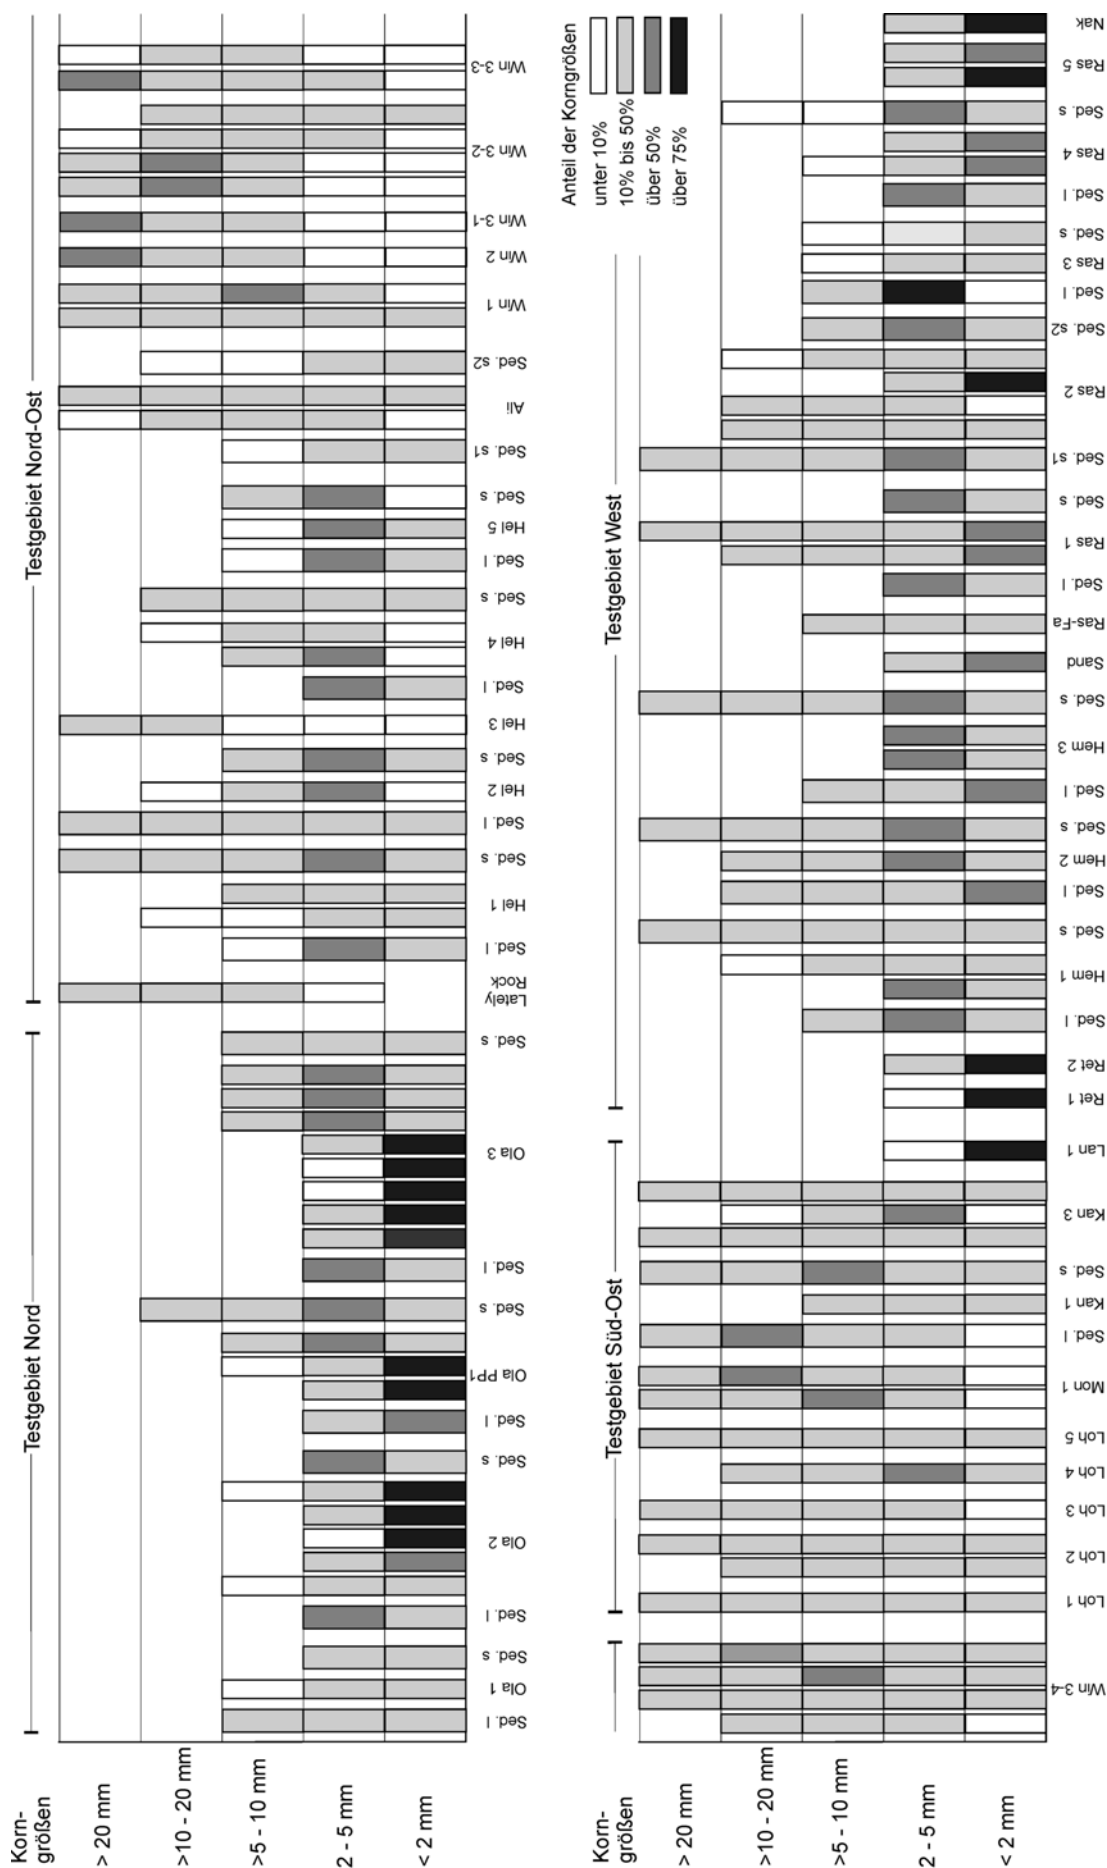 Korn-
größen
> 20 mm
>10 - 20 mm
>5 - 10 mm
2 - 5 mm
< 2 mm
Testgebiet Nord
Testgebiet Nord-Ost
Sed. l
Ola 1
Sed. s
Sed. l
Ola 2
Sed. s
Sed. l
Ola PP1
Sed. s
Sed. l
Ola 3
Sed. s
Lately
Rock
Sed. l
Hel 1
Sed. s
Sed. l
Hel 2
Sed. s
Hel 3
Sed. l
Hel 4
Sed. s
Sed. l
Hel 5
Sed. s
Sed. s1
Ali
Sed. s2
Win 1
Win 2
Win 3-1
Win 3-2
Win 3-3
Korn-
größen
> 20 mm
>10 - 20 mm
>5 - 10 mm
2 - 5 mm
< 2 mm
Testgebiet Süd-Ost
Testgebiet West
Anteil der Korngrößen
unter 10%
10% bis 50%
über 50%
über 75%
Win 3-4
Loh 1
Loh 2
Loh 3
Loh 4
Loh 5
Mon 1
Sed. l
Kan 1
Sed. s
Kan 3
Lan 1
Ret 1
Ret 2
Sed. l
Hem 1
Sed. s
Sed. l
Hem 2
Sed. s
Sed. l
Hem 3
Sed. s
Sand
Ras-Fa
Sed. l
Ras 1
Sed. s
Sed. s1
Ras 2
Sed. s2
Sed. l
Ras 3
Sed. s
Sed. l
Ras 4
Sed. s
Ras 5
Nak